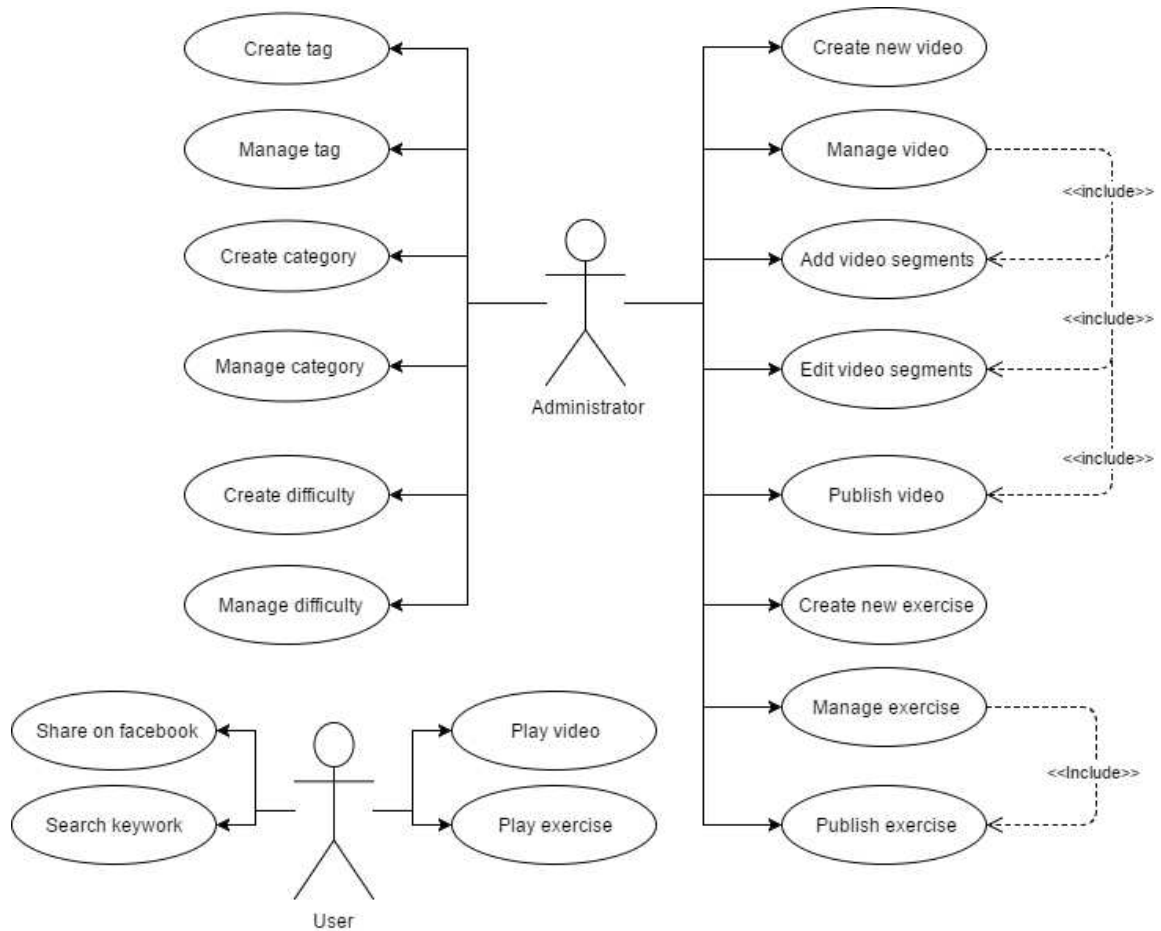 Create tag
Create new video
Manage tag
Manage video
<<include>>
Create category
Add video segments
<<include>>
Manage category
Edit video segments
Administrator
<<include>>
Create difficulty
Publish video
Manage difficulty
Create new exercise
Manage exercise
Share on facebook
Play video
<<Include>>
Search keywork
Play exercise
Publish exercise
User